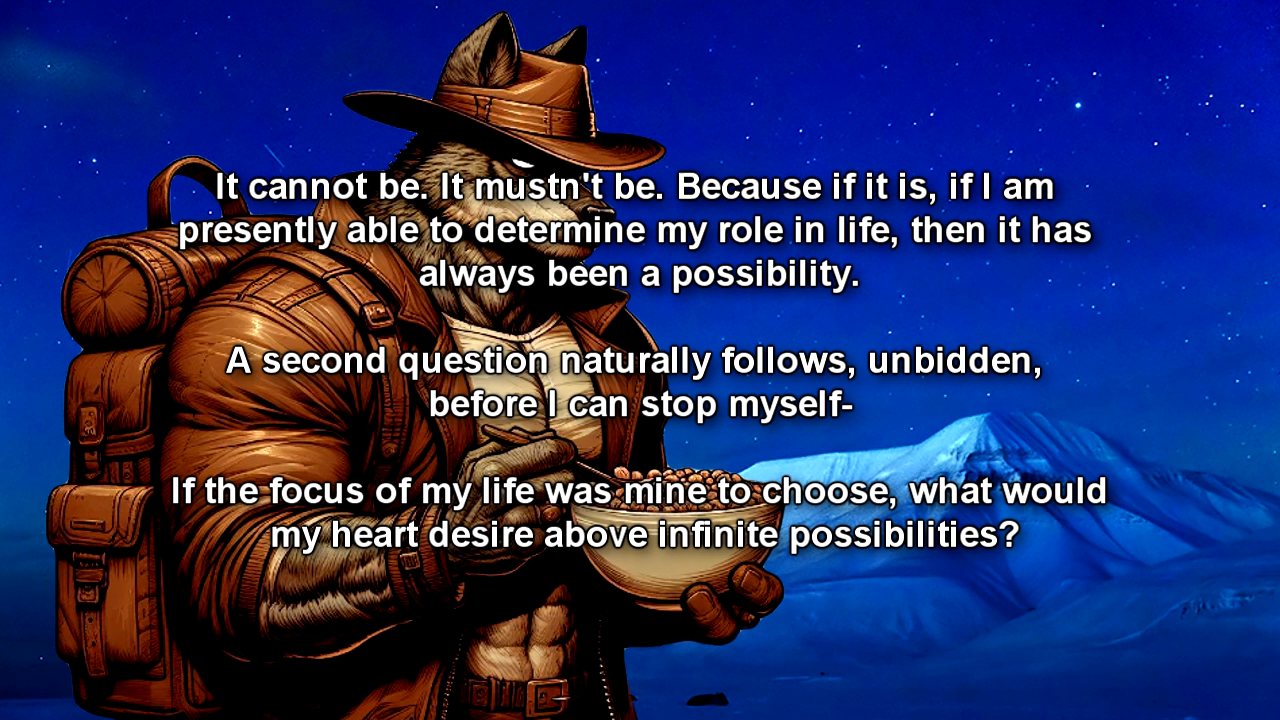 It cannot be. It mustn't be. Because if it is, if I am
presently able to determine my role in life, then it has
always been a possibility.
A second question naturally follows, unbidden,
before I can stop myself-
If the focus of my life was mine to choose, what would
my heart desire above infinite possibilities?